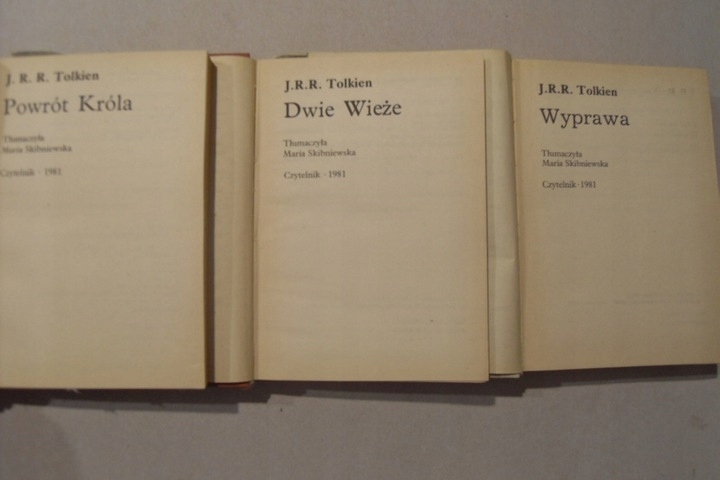 J. R. R. Tolkien
Powrót Króla
Tłumaczyła
Maria Skibniewska
Czytelnik · 1981
J.R.R. Tolkien
Dwie Wieże
Tłumaczyła
Maria Skibniewska
Czytelnik · 1981
J.R.R. Tolkien
Wyprawa
Tłumaczyła
Maria Skibniewska
Czytelnik · 1981